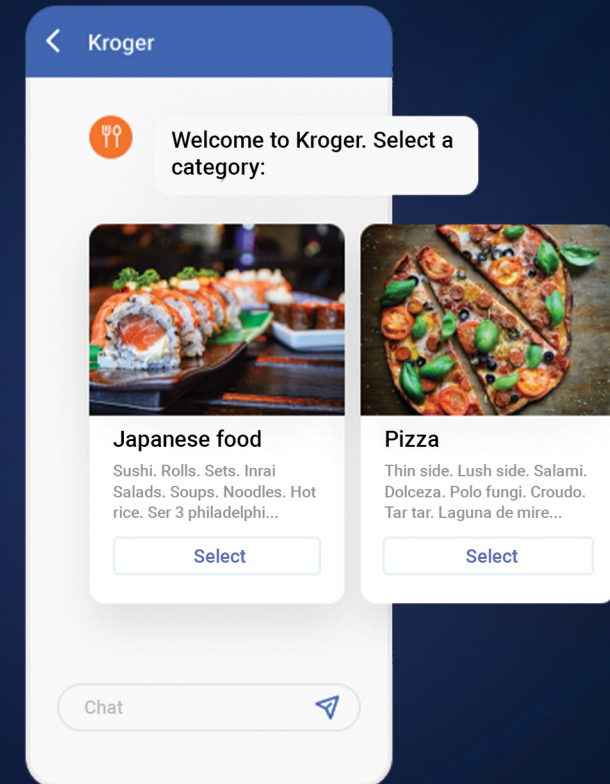 Kroger
Welcome to Kroger. Select a
category:
Japanese food
Sushi. Rolls. Sets. Inrai
Salads. Soups. Noodles. Hot
rice. Ser 3 philadelphi...
Select
Pizza
Thin side. Lush side. Salami.
Dolceza. Polo fungi. Croudo.
Tar tar. Laguna de mire...
Select
Chat